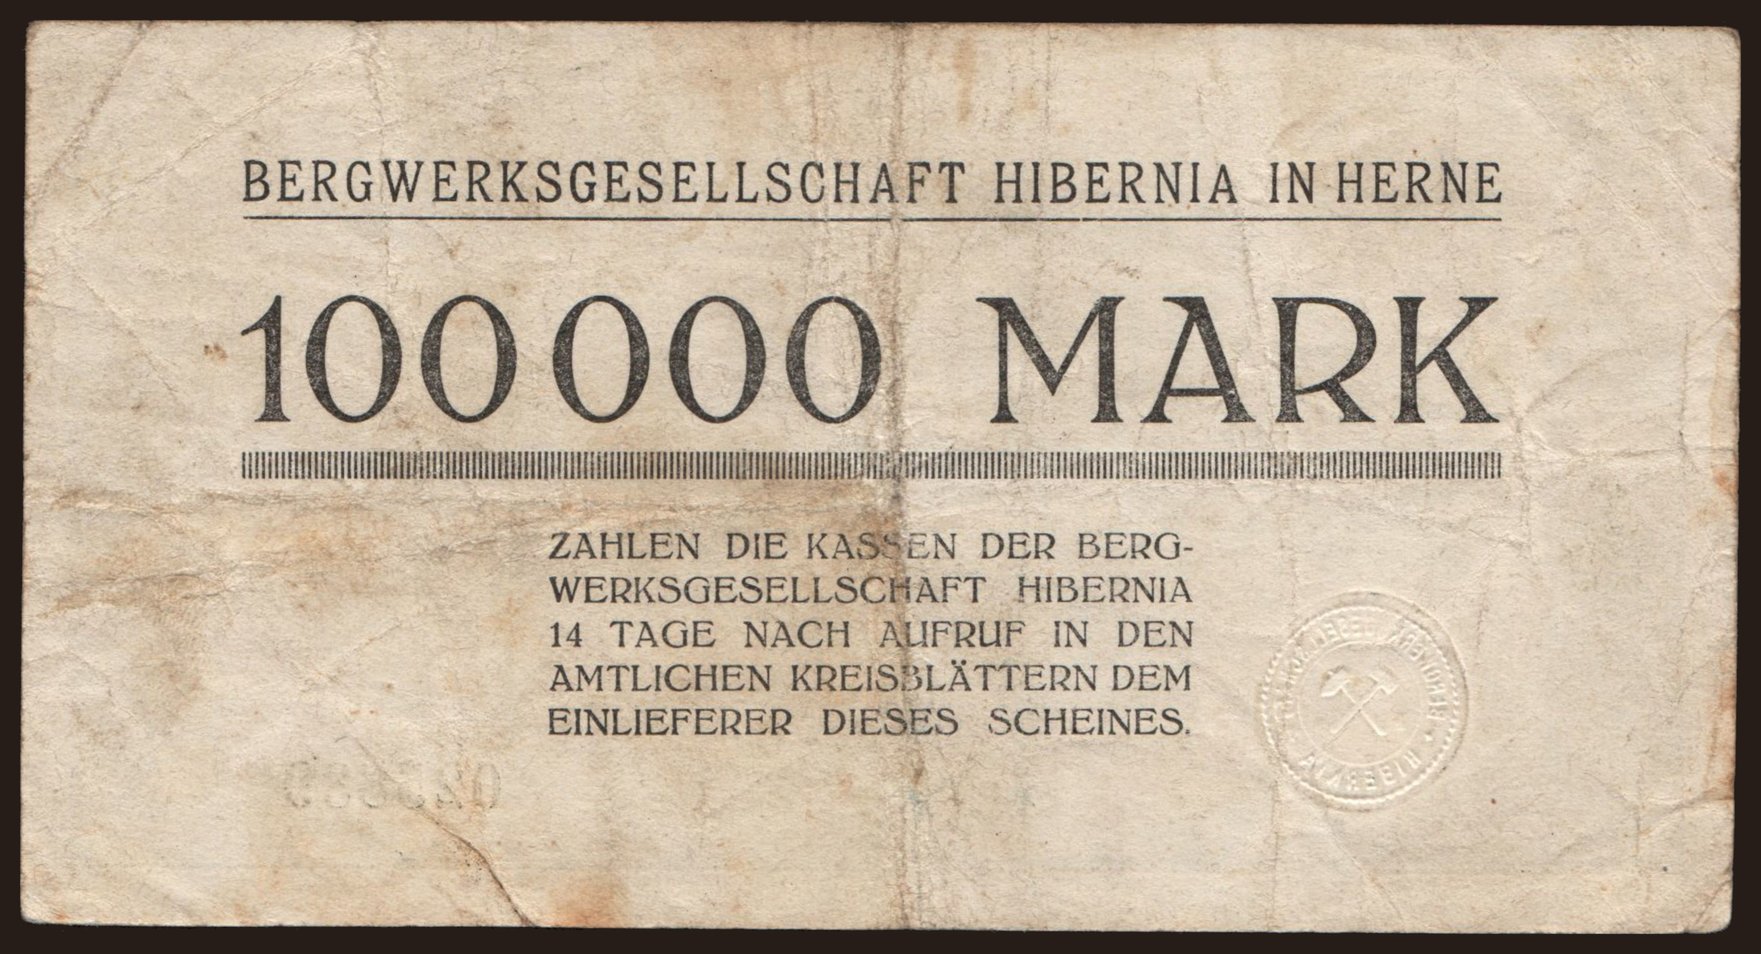 BERGWERKSGESELLSCHAFT HIBERNIA IN HERNE
100 000 MARK
ZAHLEN DIE KASSEN DER BERG-
WERKSGESELLSCHAFT HIBERNIA
14 TAGE NACH AUFRUF IN DEN
AMTLICHEN KREISBLÄTTERN DEM
EINLIEFERER DIESES SCHEINES.
HIBERNIA